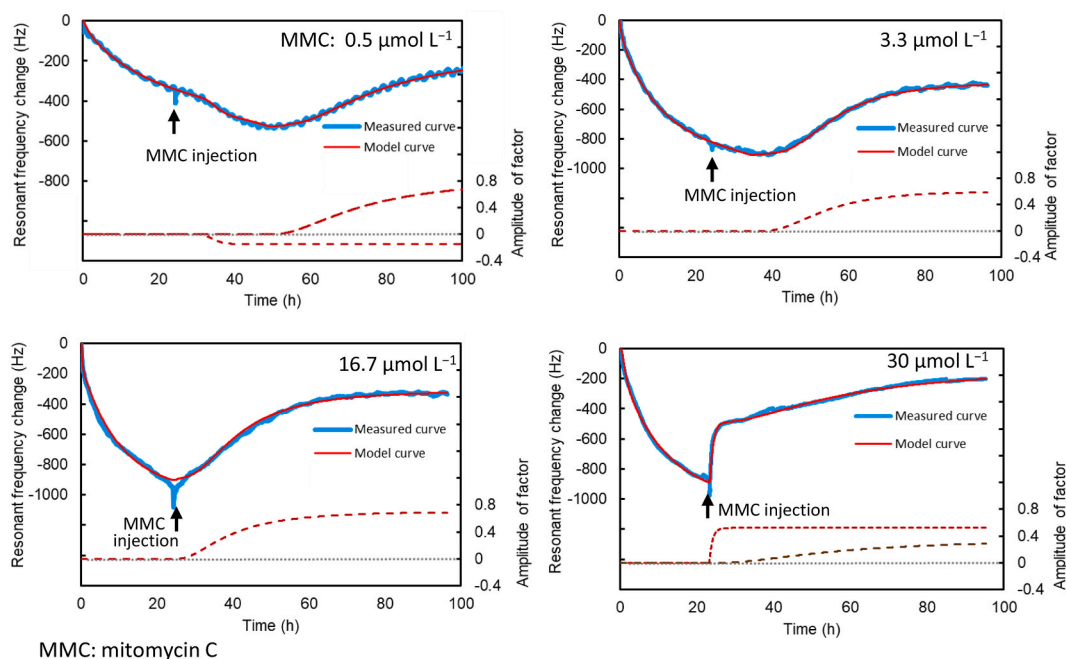 MMC: 0.5 μmol L⁻¹
Resonant frequency change (Hz)
0
-200
-400
-600
-800
MMC injection
Measured curve
Model curve
0.8
0.4
0
-0.4
Amplitude of factor
0 20 40 60 80 100
Time (h)
3.3 μmol L⁻¹
Resonant frequency change (Hz)
0
-200
-400
-600
-800
-1000
MMC injection
Measured curve
Model curve
0.8
0.4
0
-0.4
Amplitude of factor
0 20 40 60 80 100
Time (h)
16.7 μmol L⁻¹
Resonant frequency change (Hz)
0
-200
-400
-600
-800
-1000
MMC
injection
Measured curve
Model curve
0.8
0.4
0
-0.4
Amplitude of factor
0 20 40 60 80 100
Time (h)
30 μmol L⁻¹
Resonant frequency change (Hz)
0
-200
-400
-600
-800
-1000
MMC injection
Measured curve
Model curve
0.8
0.4
0
-0.4
Amplitude of factor
0 20 40 60 80 100
Time (h)
MMC: mitomycin C